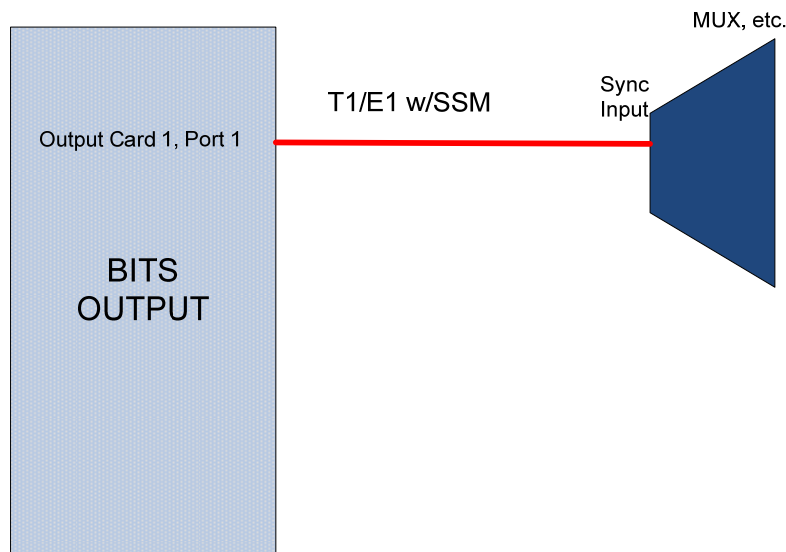 MUX, etc.
Sync
Input
T1/E1 w/SSM
Output Card 1, Port 1
BITS
OUTPUT